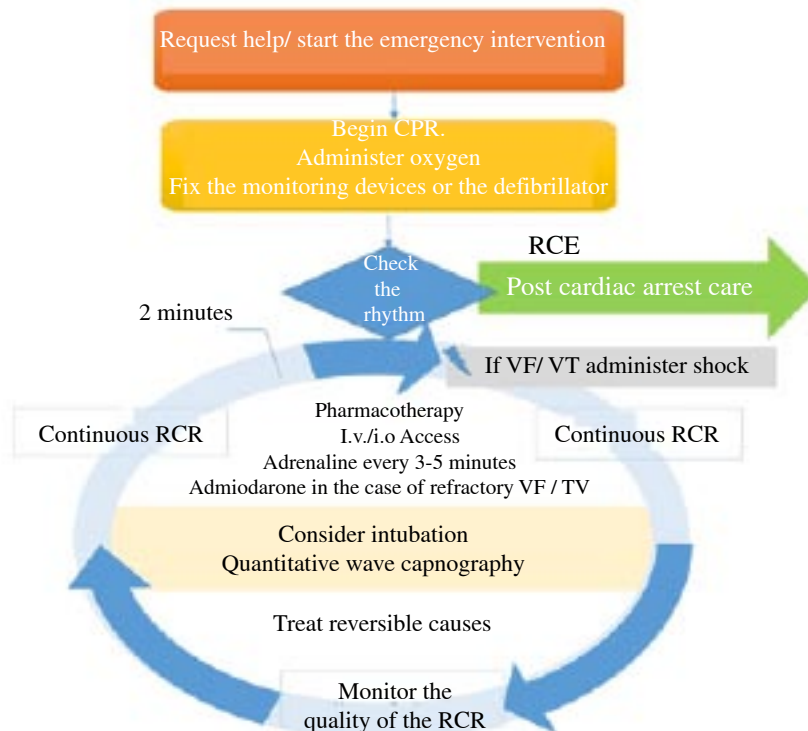 Request help/ start the emergency intervention
Begin CPR.
Administer oxygen
Fix the monitoring devices or the defibrillator
RCE
Check
the
rhythm
Post cardiac arrest care
2 minutes
If VF/ VT administer shock
Continuous RCR
Continuous RCR
Pharmacotherapy
I.v./i.o Access
Adrenaline every 3-5 minutes
Admiodarone in the case of refractory VF / TV
Consider intubation
Quantitative wave capnography
Treat reversible causes
Monitor the
quality of the RCR